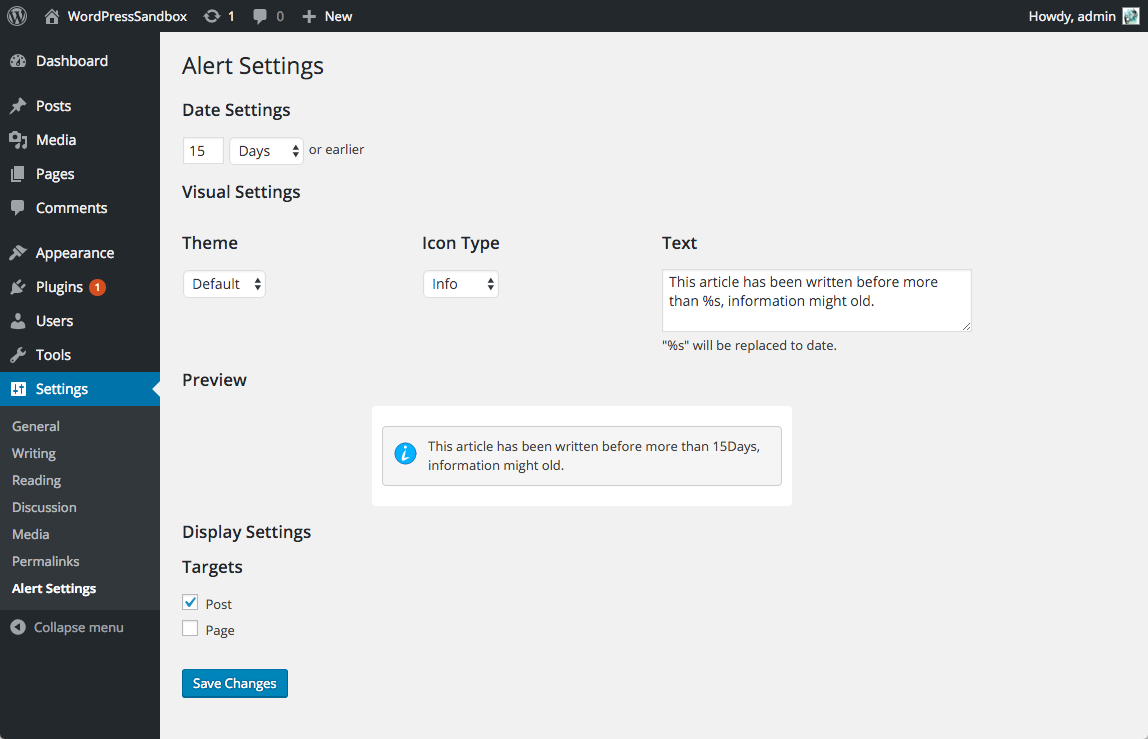 WordPressSandbox 1 0 New Howdy, admin
Dashboard
Posts
Media
Pages
Comments
Appearance
Plugins 1
Users
Tools
Settings
General
Writing
Reading
Discussion
Media
Permalinks
Alert Settings
Collapse menu
Alert Settings
Date Settings
15 Days or earlier
Visual Settings
Theme
Default
Icon Type
Info
Text
This article has been written before more
than %s, information might old.
"%s" will be replaced to date.
Preview
i
This article has been written before more than 15Days,
information might old.
Display Settings
Targets
Post
Page
Save Changes